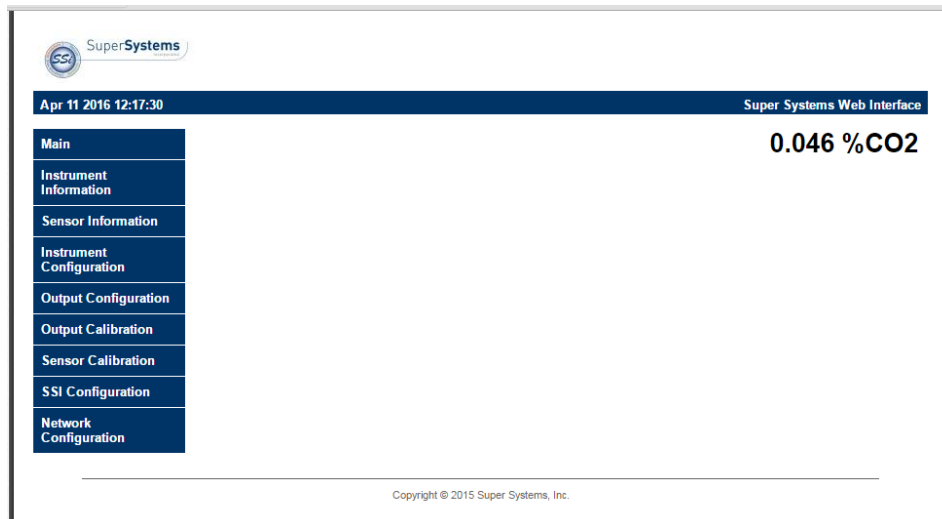 SSi SuperSystems
Apr 11 2016 12:17:30 Super Systems Web Interface
0.046 %CO2
Main
Instrument
Information
Sensor Information
Instrument
Configuration
Output Configuration
Output Calibration
Sensor Calibration
SSI Configuration
Network
Configuration
Copyright © 2015 Super Systems, Inc.